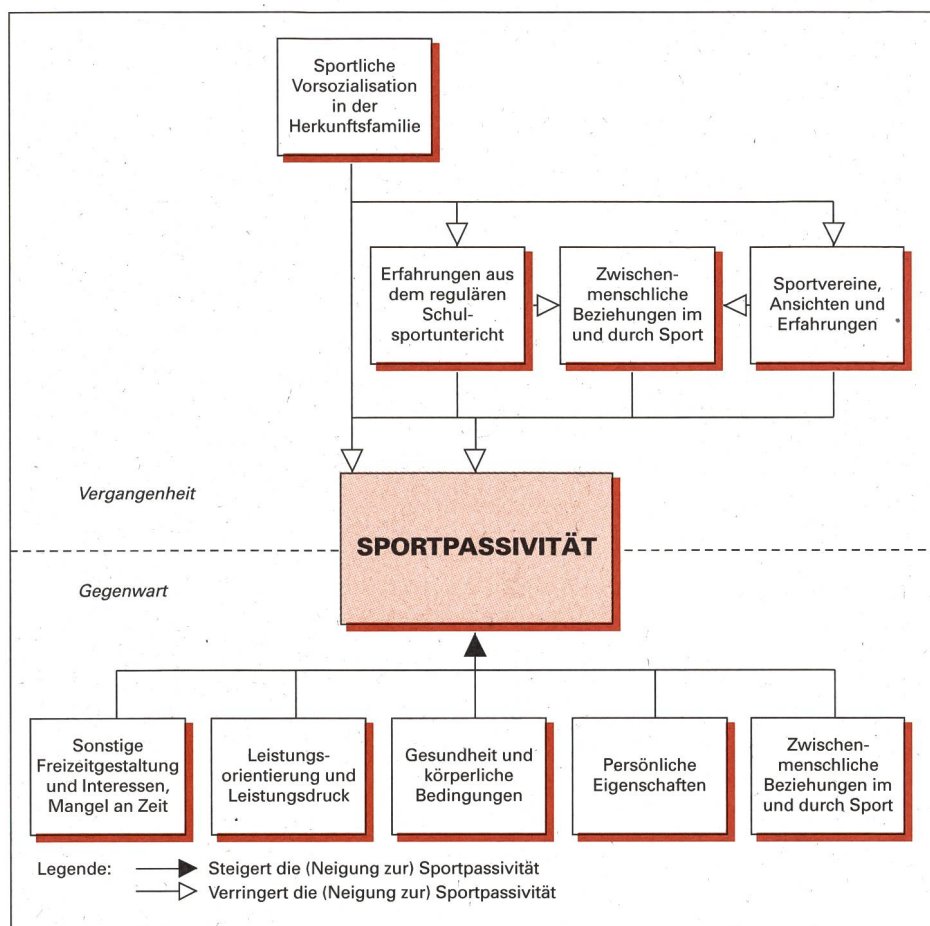 Sportliche
Vorsozialisation
in der
Herkunftsfamilie
Erfahrungen aus
dem regulären
Schul-
sportunterricht
Zwischen-
menschliche
Beziehungen im
und durch Sport
Sportvereine,
Ansichten und
Erfahrungen
Vergangenheit
SPORTPASSIVITÄT
Gegenwart
Sonstige
Freizeitgestaltung
und Interessen,
Mangel an Zeit
Leistungs-
orientierung und
Leistungsdruck
Gesundheit und
körperliche
Bedingungen
Persönliche
Eigenschaften
Zwischen-
menschliche
Beziehungen im
und durch Sport
Legende:
Steigert die (Neigung zur) Sportpassivität
Verringert die (Neigung zur) Sportpassivität